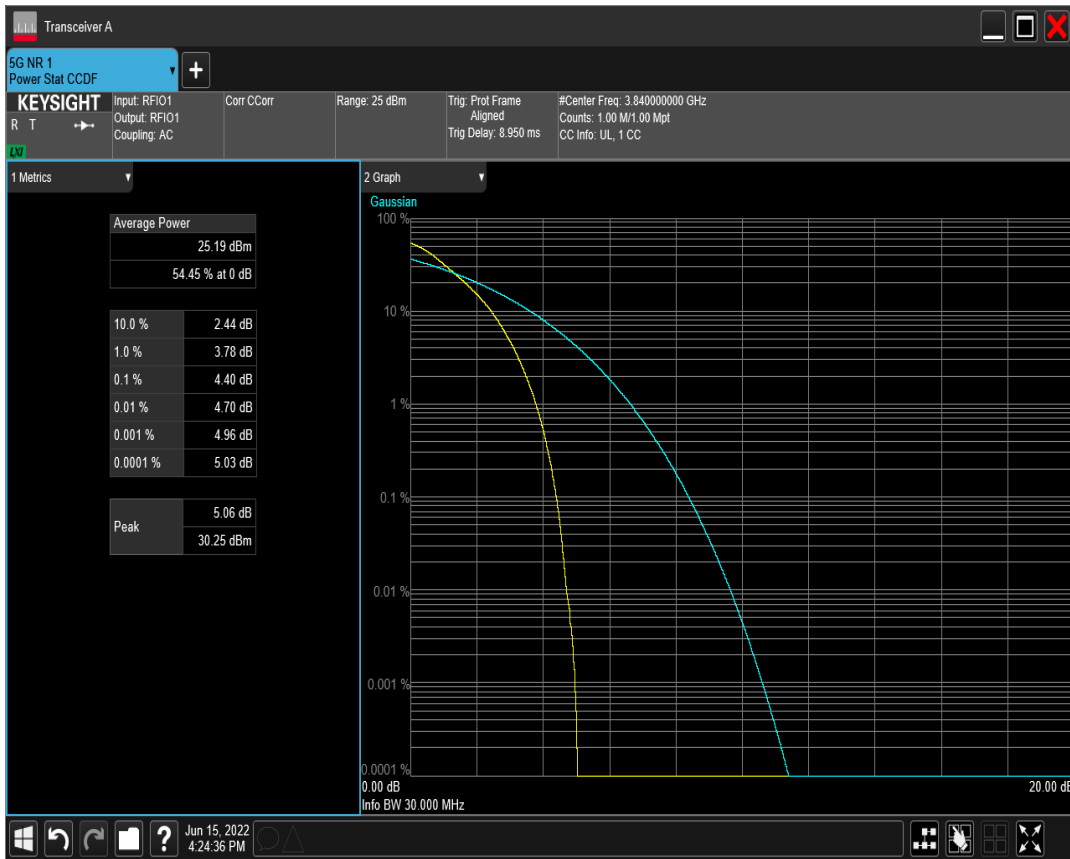 Transceiver A
5G NR 1
Power Stat CCDF
KEYSIGHT
R T
LXI
Input: RFIO1
Output: RFIO1
Coupling: AC
Corr CCorr
Range: 25 dBm
Trig: Prot Frame
Aligned
Trig Delay: 8.950 ms
#Center Freq: 3.840000000 GHz
Counts: 1.00 M/1.00 Mpt
CC Info: UL, 1 CC
1 Metrics
Average Power
25.19 dBm
54.45 % at 0 dB
10.0 % 2.44 dB
1.0 % 3.78 dB
0.1 % 4.40 dB
0.01 % 4.70 dB
0.001 % 4.96 dB
0.0001 % 5.03 dB
Peak
5.06 dB
30.25 dBm
2 Graph
Gaussian
100 %
10 %
1 %
0.1 %
0.01 %
0.001 %
0.0001 %
0.00 dB
20.00 dB
Info BW 30.000 MHz
?
Jun 15, 2022
4:24:36 PM